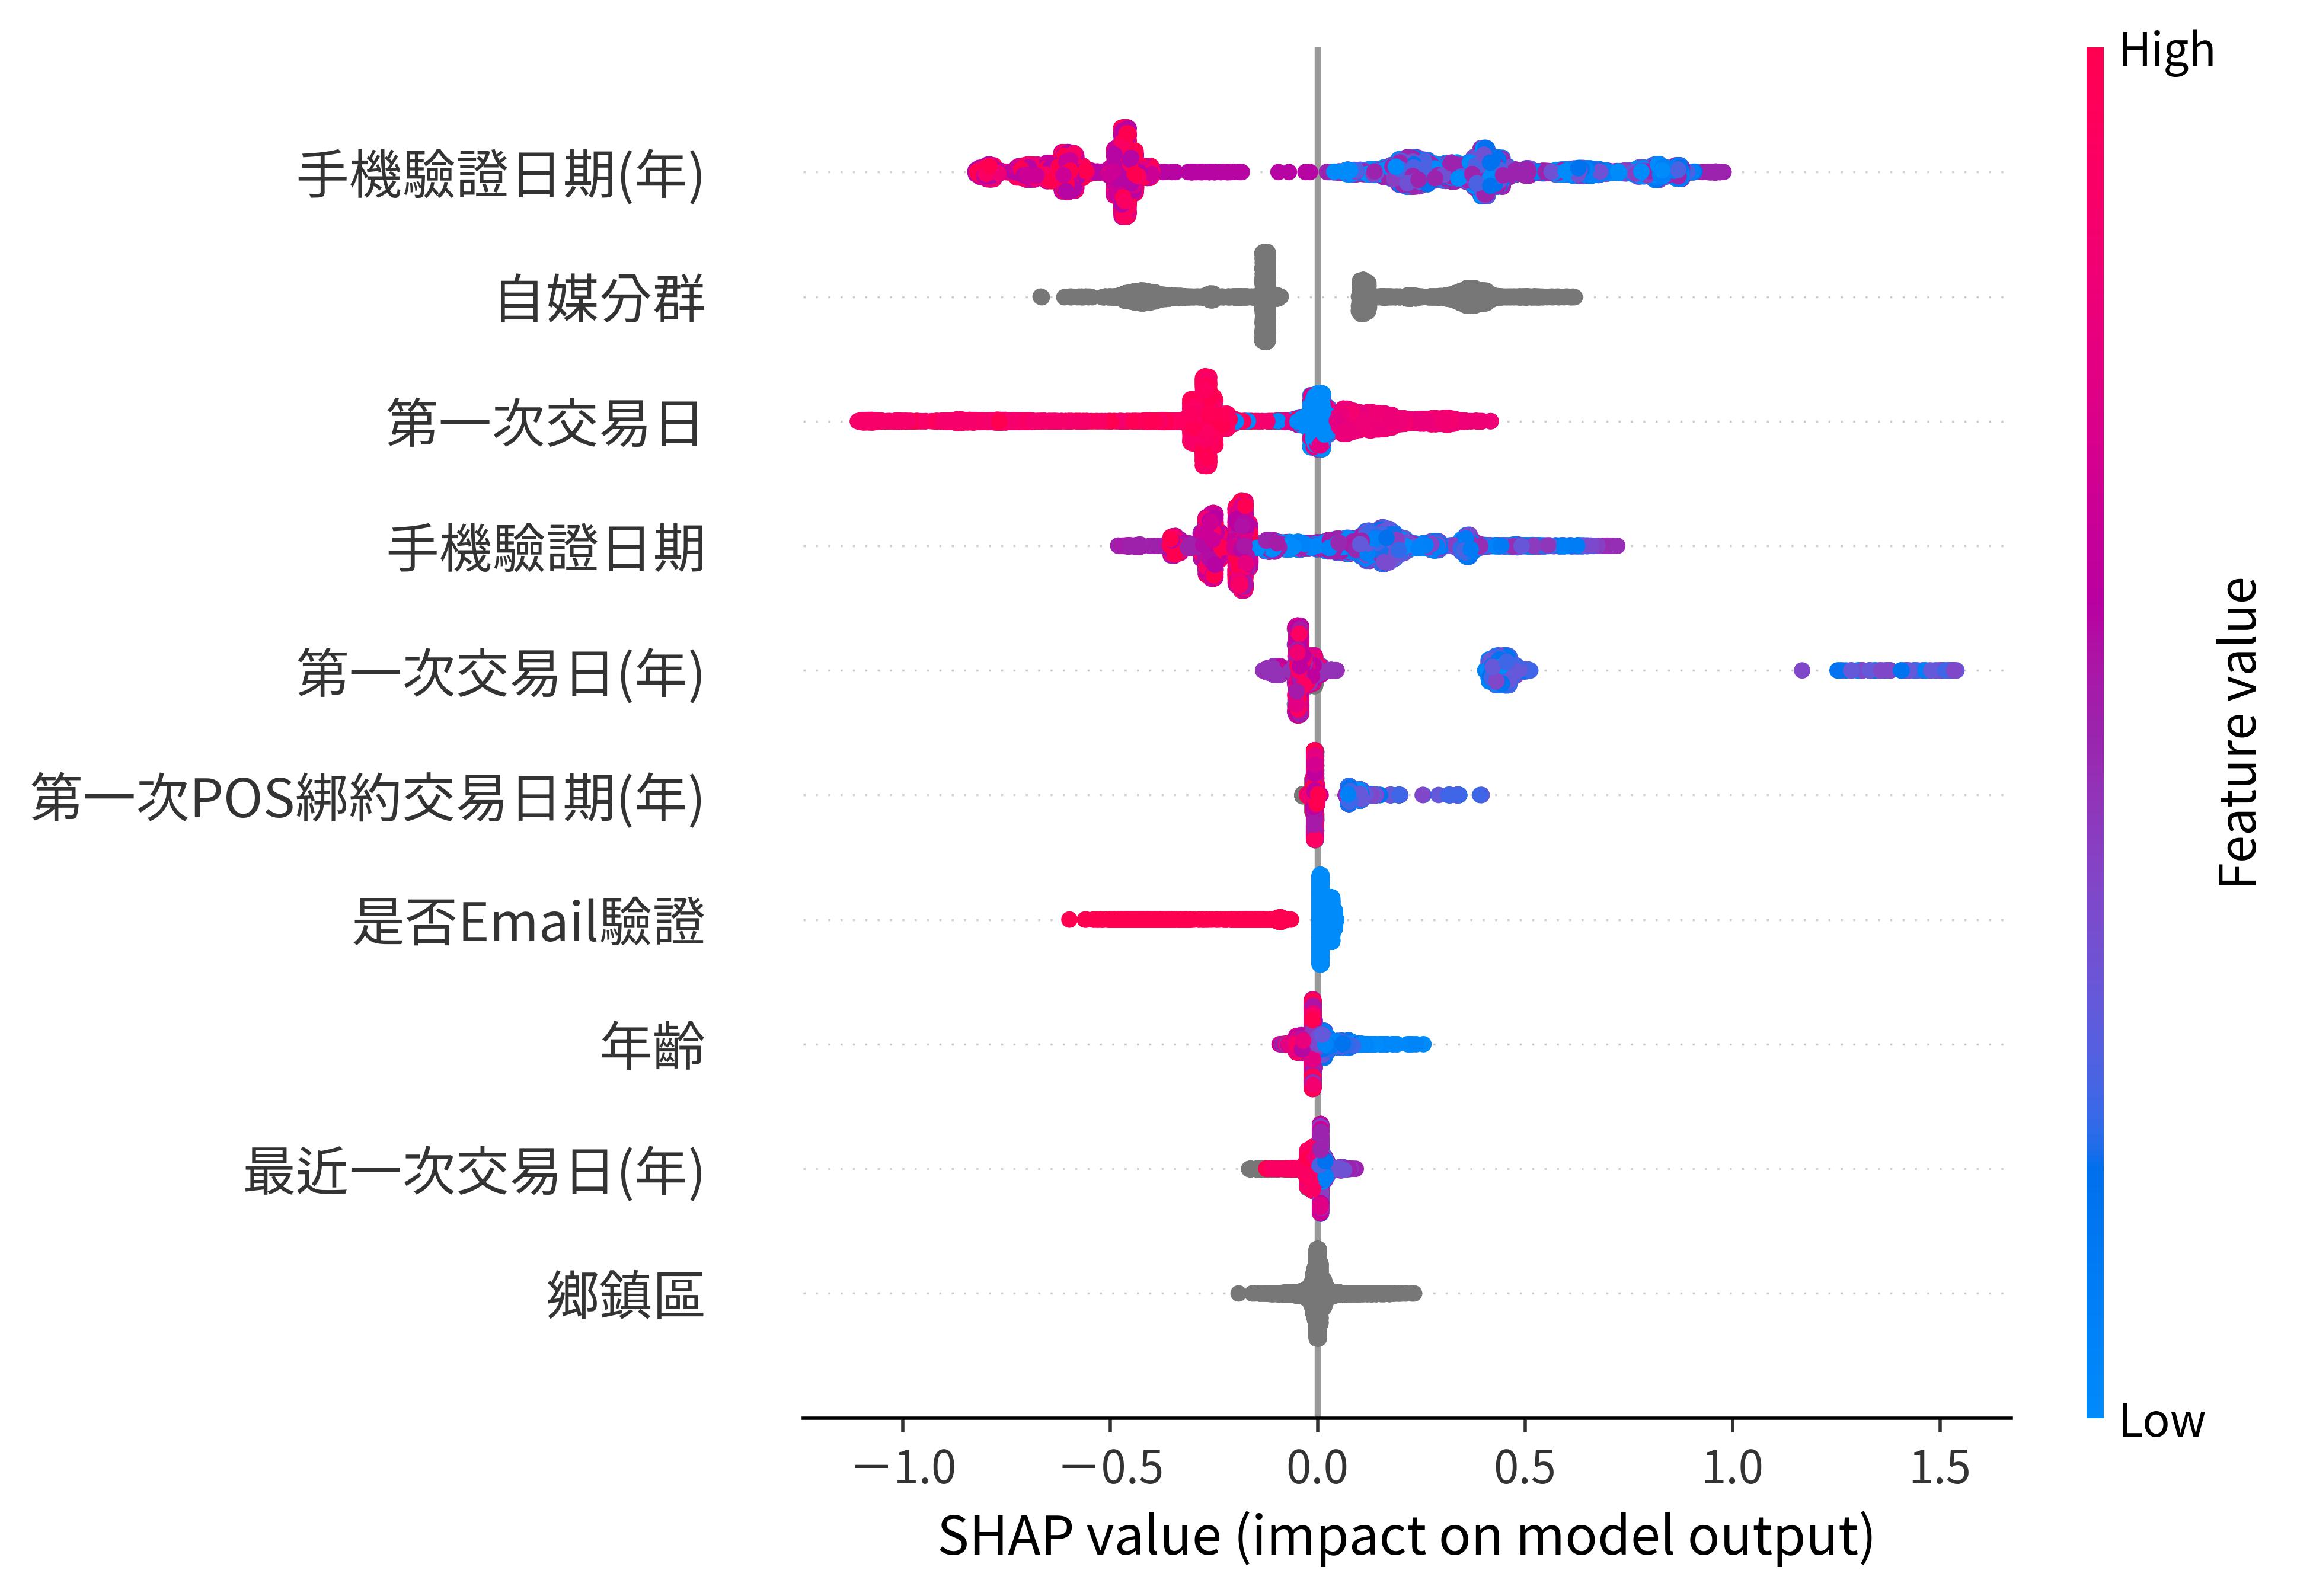 High
手機驗證日期(年)
自媒分群
第一次交易日
手機驗證日期
第一次交易日(年)
第一次POS綁約交易日期(年)
是否Email驗證
年齡
最近一次交易日(年)
鄉鎮區
Feature value
Low
−1.0 −0.5 0.0 0.5 1.0 1.5
SHAP value (impact on model output)